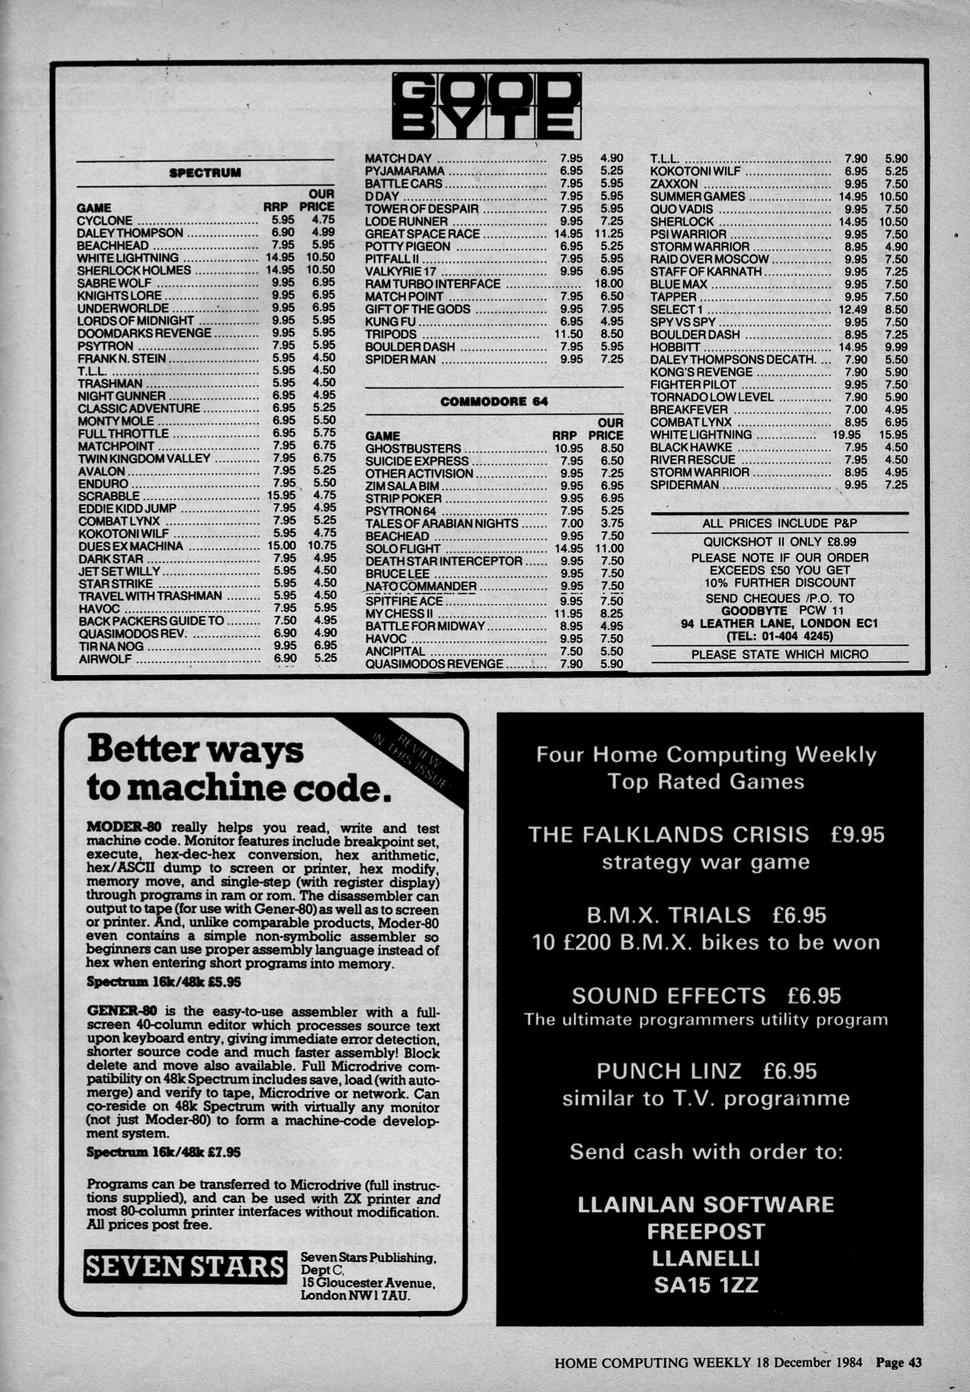 GOOD
BYTE
SPECTRUM
OUR
GAME RRP PRICE
CYCLONE 5.95 4.75
DALEY THOMPSON 6.90 4.99
BEACHHEAD 7.95 5.95
WHITE LIGHTNING 14.95 10.50
SHERLOCK HOLMES 14.95 10.50
SABRE WOLF 9.95 6.95
KNIGHTS LORE 9.95 6.95
UNDERWORLDE 9.95 6.95
LORDS OF MIDNIGHT 9.95 5.95
DOOMDARKS REVENGE 9.95 5.95
PSYTRON 7.95 5.95
FRANK N. STEIN 5.95 4.50
T.L.L. 5.95 4.50
TRASHMAN 5.95 4.50
NIGHT GUNNER 6.95 4.95
CLASSIC ADVENTURE 6.95 5.25
MONTY MOLE 6.95 5.50
FULL THROTTLE 6.95 5.75
MATCHPOINT 7.95 6.75
TWIN KINGDOM VALLEY 7.95 6.75
AVALON 7.95 5.25
ENDURO 7.95 5.50
SCRABBLE 15.95 4.75
EDDIE KIDD JUMP 7.95 4.95
COMBAT LYNX 7.95 5.25
KOKOTONI WILF 5.95 4.75
DUES EX MACHINA 15.00 10.75
DARK STAR 7.95 4.95
JET SET WILLY 5.95 4.50
STAR STRIKE 5.95 4.50
TRAVEL WITH TRASHMAN 5.95 4.50
HAVOC 7.95 5.95
BACK PACKERS GUIDE TO 7.50 4.95
QUASIMODOS REV. 6.90 4.90
TIR NA NOG 9.95 6.95
AIRWOLF 6.90 5.25
MATCH DAY 7.95 4.90
PYJAMARAMA 6.95 5.25
BATTLE CARS 7.95 5.95
D DAY 7.95 5.95
TOWER OF DESPAIR 7.95 5.95
LODE RUNNER 9.95 7.25
GREAT SPACE RACE 14.95 11.25
POTTY PIGEON 6.95 5.25
PITFALL II 7.95 5.95
VALKYRIE 17 9.95 6.95
RAM TURBO INTERFACE 18.00
MATCH POINT 7.95 6.50
GIFT OF THE GODS 9.95 7.95
KUNG FU 6.95 4.95
TRIPODS 11.50 8.50
BOULDER DASH 7.95 5.95
SPIDER MAN 9.95 7.25
COMMODORE 64
OUR
GAME RRP PRICE
GHOSTBUSTERS 10.95 8.50
SUICIDE EXPRESS 7.95 6.50
OTHER ACTIVISION 9.95 7.25
ZIM SALA BIM 9.95 6.95
STRIP POKER 9.95 6.95
PSYTRON 64 7.95 5.25
TALES OF ARABIAN NIGHTS 7.00 3.75
BEACHEAD 9.95 7.50
SOLO FLIGHT 14.95 11.00
DEATH STAR INTERCEPTOR 9.95 7.50
BRUCE LEE 9.95 7.50
NATO COMMANDER 9.95 7.50
SPITFIRE ACE 9.95 7.50
MY CHESS II 11.95 8.25
BATTLE FOR MIDWAY 8.95 4.95
HAVOC 9.95 7.50
ANCIPITAL 7.50 5.50
QUASIMODOS REVENGE 7.90 5.90
T.L.L. 7.90 5.90
KOKOTONI WILF 6.95 5.25
ZAXXON 9.95 7.50
SUMMER GAMES 14.95 10.50
QUO VADIS 9.95 7.50
SHERLOCK 14.95 10.50
PSI WARRIOR 9.95 7.50
STORM WARRIOR 8.95 4.90
RAID OVER MOSCOW 9.95 7.50
STAFF OF KARNATH 9.95 7.25
BLUE MAX 9.95 7.50
TAPPER 9.95 7.50
SELECT 1 12.49 8.50
SPY VS SPY 9.95 7.50
BOULDER DASH 8.95 7.25
HOBBITT 14.95 9.99
DALEY THOMPSONS DECATH. 7.90 5.50
KONG'S REVENGE 7.90 5.90
FIGHTER PILOT 9.95 7.50
TORNADO LOW LEVEL 7.90 5.90
BREAKFEVER 7.00 4.95
COMBAT LYNX 8.95 6.95
WHITE LIGHTNING 19.95 15.95
BLACK HAWKE 7.95 4.50
RIVER RESCUE 7.95 4.50
STORM WARRIOR 8.95 4.95
SPIDERMAN 9.95 7.25
ALL PRICES INCLUDE P&P
QUICKSHOT II ONLY £8.99
PLEASE NOTE IF OUR ORDER
EXCEEDS £50 YOU GET
10% FURTHER DISCOUNT
SEND CHEQUES /P.O. TO
GOODBYTE PCW 11
94 LEATHER LANE, LONDON EC1
(TEL: 01-404 4245)
PLEASE STATE WHICH MICRO
REVIEW
IN THIS ISSUE
Better ways
to machine code.
MODER-80 really helps you read, write and test
machine code. Monitor features include breakpoint set,
execute, hex-dec-hex conversion, hex arithmetic,
hex/ASCII dump to screen or printer, hex modify,
memory move, and single-step (with register display)
through programs in ram or rom. The disassembler can
output to tape (for use with Gener-80) as well as to screen
or printer. And, unlike comparable products, Moder-80
even contains a simple non-symbolic assembler so
beginners can use proper assembly language instead of
hex when entering short programs into memory.
Spectrum 16k/48k £5.95
GENER-80 is the easy-to-use assembler with a full-
screen 40-column editor which processes source text
upon keyboard entry, giving immediate error detection,
shorter source code and much faster assembly! Block
delete and move also available. Full Microdrive com-
patibility on 48k Spectrum includes save, load (with auto-
merge) and verify to tape, Microdrive or network. Can
co-reside on 48k Spectrum with virtually any monitor
(not just Moder-80) to form a machine-code develop-
ment system.
Spectrum 16k/48k £7.95
Programs can be transferred to Microdrive (full instruc-
tions supplied), and can be used with ZX printer and
most 80-column printer interfaces without modification.
All prices post free.
SEVEN STARS
Seven Stars Publishing,
Dept C,
15 Gloucester Avenue,
London NW1 7AU.
Four Home Computing Weekly
Top Rated Games
THE FALKLANDS CRISIS £9.95
strategy war game
B.M.X. TRIALS £6.95
10 £200 B.M.X. bikes to be won
SOUND EFFECTS £6.95
The ultimate programmers utility program
PUNCH LINZ £6.95
similar to T.V. programme
Send cash with order to:
LLAINLAN SOFTWARE
FREEPOST
LLANELLI
SA15 1ZZ
HOME COMPUTING WEEKLY 18 December 1984 Page 43